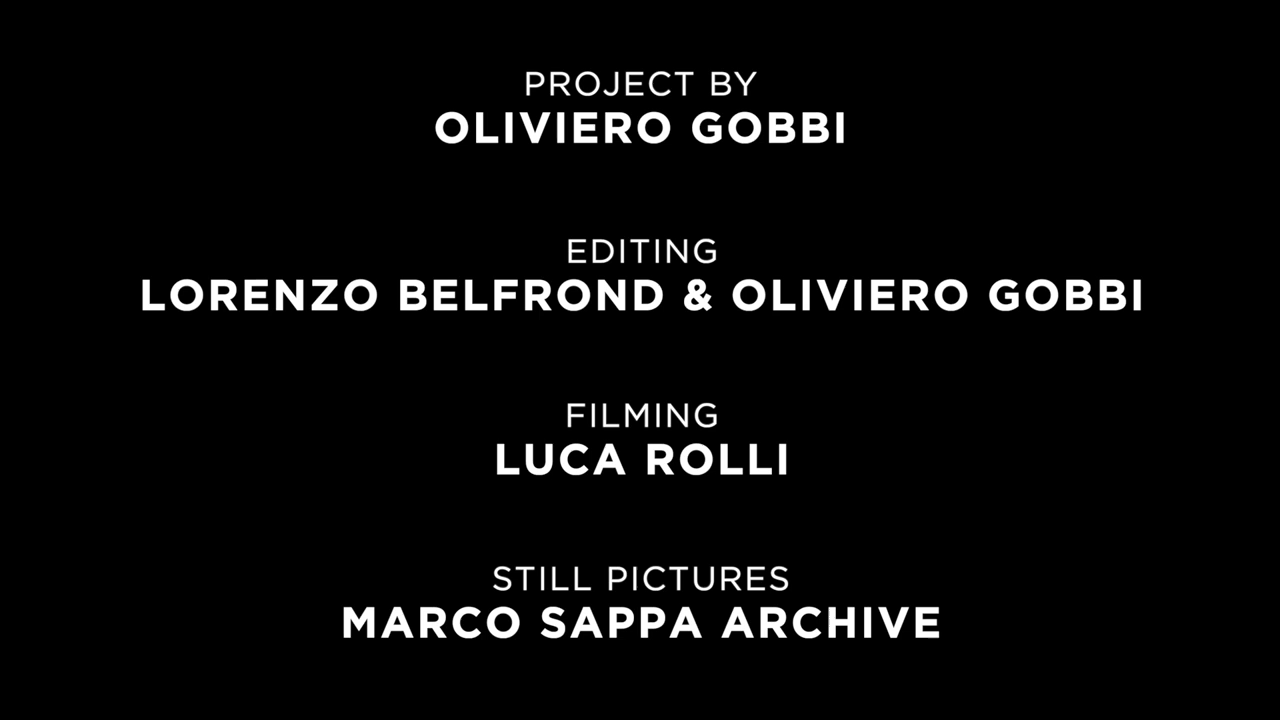 PROJECT BY
OLIVIERO GOBBI
EDITING
LORENZO BELFROND & OLIVIERO GOBBI
FILMING
LUCA ROLLI
STILL PICTURES
MARCO SAPPA ARCHIVE